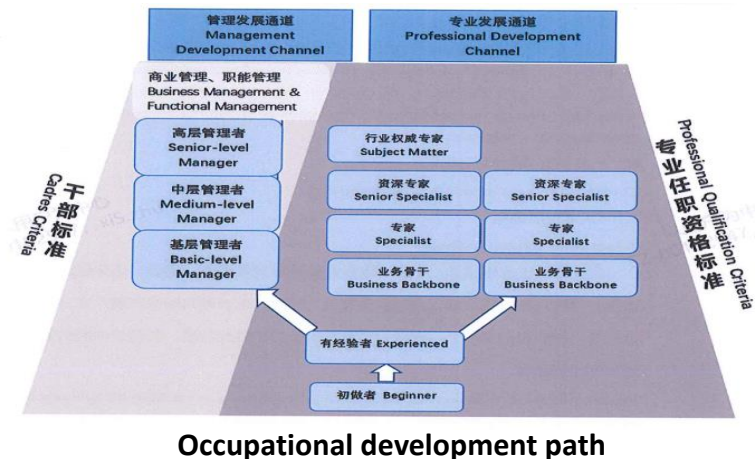 管理发展通道
Management
Development Channel
专业发展通道
Professional Development
Channel
商业管理、职能管理
Business Management &
Functional Management
高层管理者
Senior-level
Manager
中层管理者
Medium-level
Manager
基层管理者
Basic-level
Manager
行业权威专家
Subject Matter
资深专家
Senior Specialist
资深专家
Senior Specialist
专家
Specialist
专家
Specialist
业务骨干
Business Backbone
业务骨干
Business Backbone
有经验者 Experienced
初做者 Beginner
干部标准
Cadres Criteria
Professional Qualification Criteria
专业任职资格标准
Occupational development path